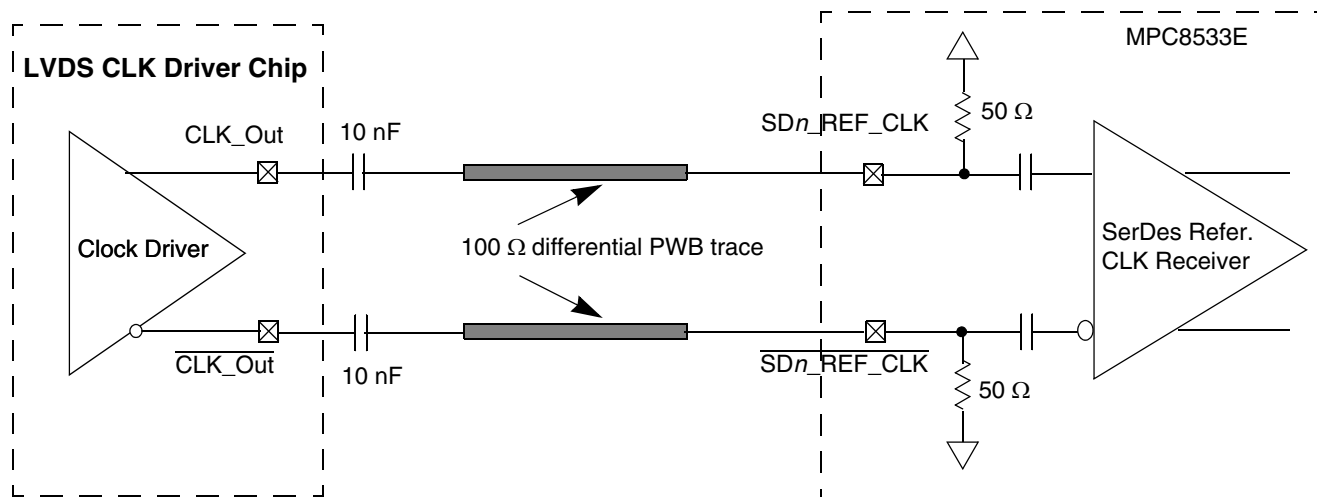 MPC8533E
LVDS CLK Driver Chip
50 Ω
CLK_Out
10 nF
SDn_REF_CLK
Clock Driver
100 Ω differential PWB trace
SerDes Refer.
CLK Receiver
CLK_Out
10 nF
SDn_REF_CLK
50 Ω